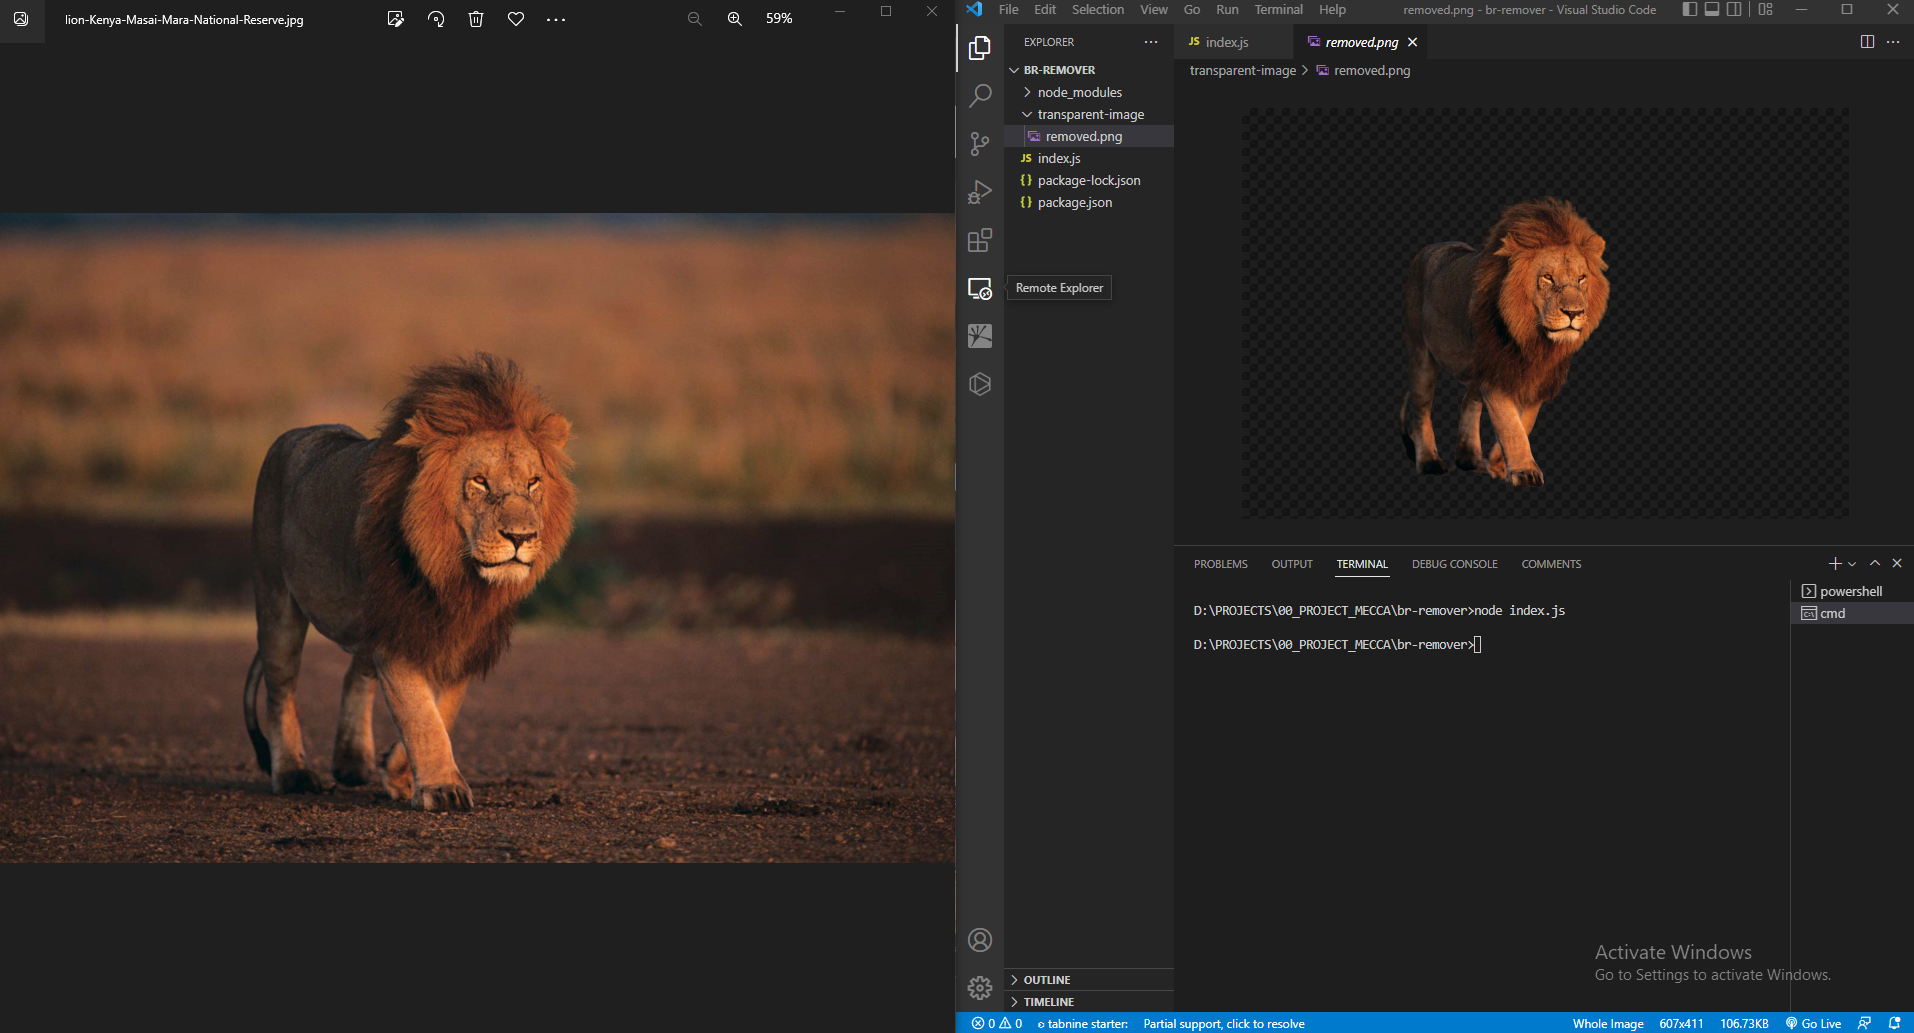 lion-Kenya-Masai-Mara-National-Reserve.jpg
59%
File Edit Selection View Go Run Terminal Help
removed.png - br-remover - Visual Studio Code
EXPLORER
BR-REMOVER
node_modules
transparent-image
removed.png
JS index.js
{} package-lock.json
{} package.json
Remote Explorer
OUTLINE
TIMELINE
JS index.js
removed.png
transparent-image > removed.png
PROBLEMS OUTPUT TERMINAL DEBUG CONSOLE COMMENTS
D:\PROJECTS\00_PROJECT_MECCA\br-remover>node index.js
D:\PROJECTS\00_PROJECT_MECCA\br-remover>
powershell
cmd
Activate Windows
Go to Settings to activate Windows.
0 0 tabnine starter: Partial support, click to resolve
Whole Image 607x411 106.73KB Go Live